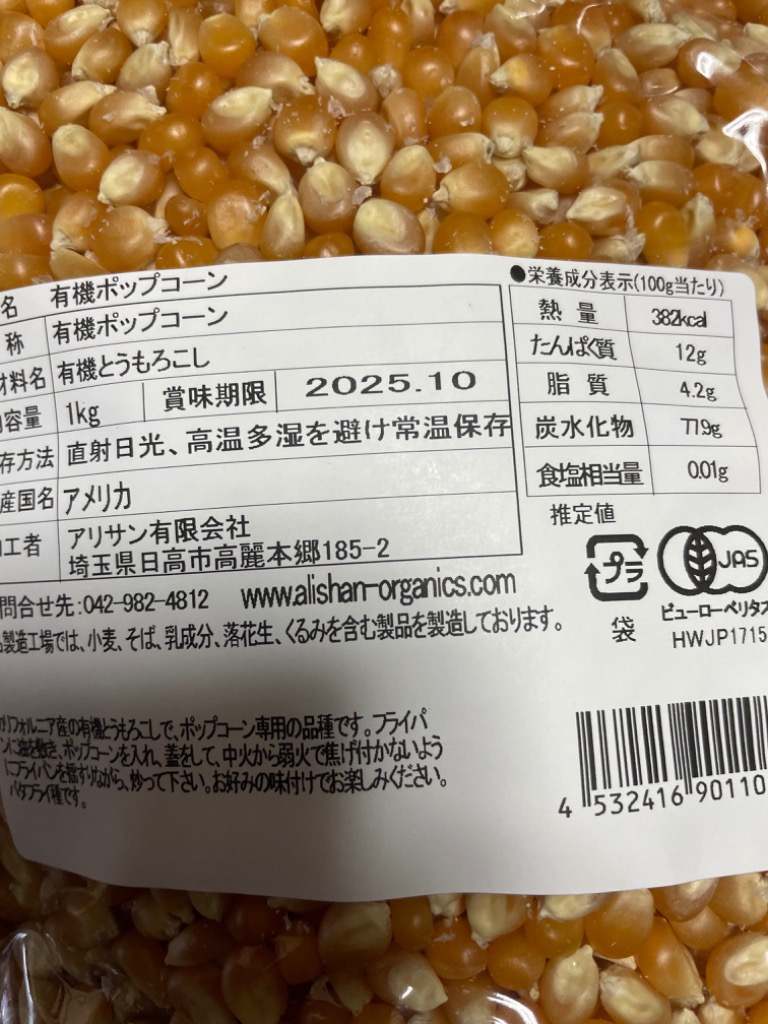 名 有機ポップコーン
称 有機ポップコーン
材料名 有機とうもろこし
内容量 1kg 賞味期限 2025.10
存方法 直射日光、高温多湿を避け常温保存
産国名 アメリカ
工者 アリサン有限会社
埼玉県日高市高麗本郷185-2
問合せ先:042-982-4812 www.alishan-organics.com
製造工場では、小麦、そば、乳成分、落花生、くるみを含む製品を製造しております。
●栄養成分表示(100g当たり)
熱量 382kcal
たんぱく質 12g
脂質 4.2g
炭水化物 77.9g
食塩相当量 0.01g
推定値
プラ
袋
JAS
ビューローベリタス
HWJP1715
リフォルニア産の有機とうもろこしで、ポップコーン専用の品種です。フライパ
ンに油を敷き、ポップコーンを入れ、蓋をして、中火から弱火で焦げ付かないよう
にフライパンを揺すりながら、炒って下さい。お好みの味付けでお楽しみください。
バタフライ種です。
4 532416 90110